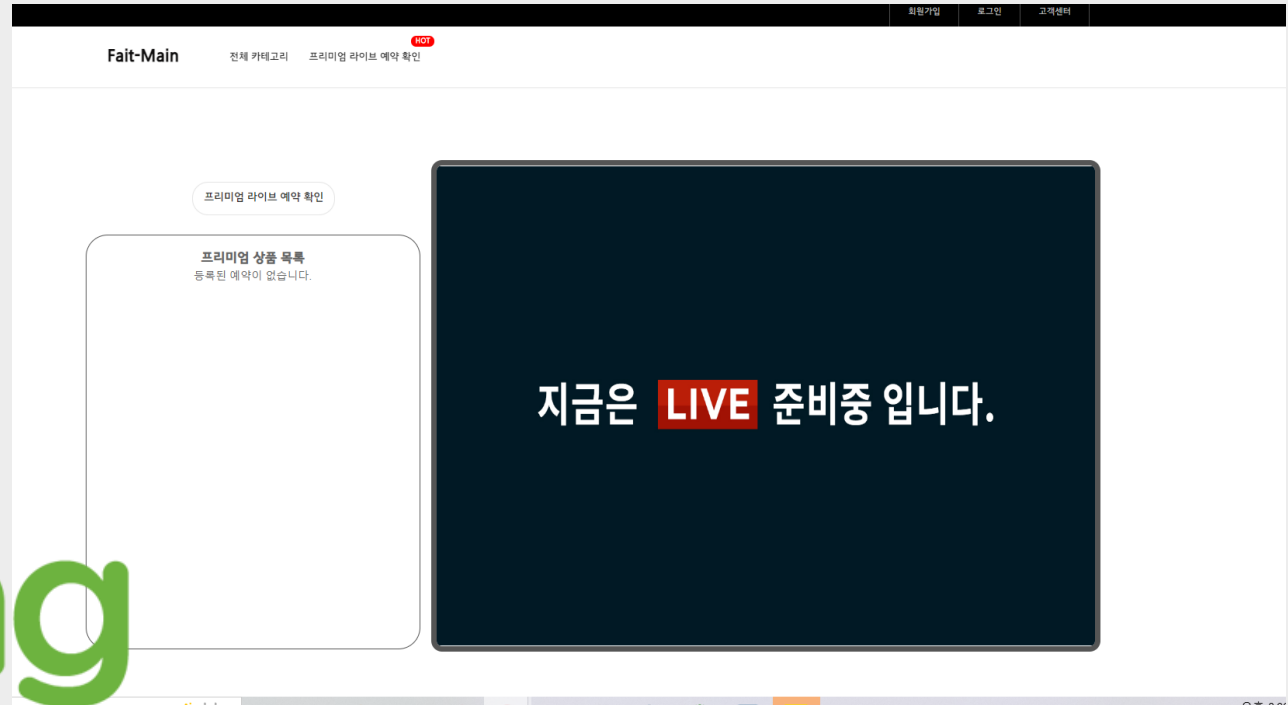 회원가입 로그인 고객센터
HOT
Fait-Main 전체 카테고리 프리미엄 라이브 예약 확인
프리미엄 라이브 예약 확인
프리미엄 상품 목록
등록된 예약이 없습니다.
지금은 LIVE 준비중 입니다.
g